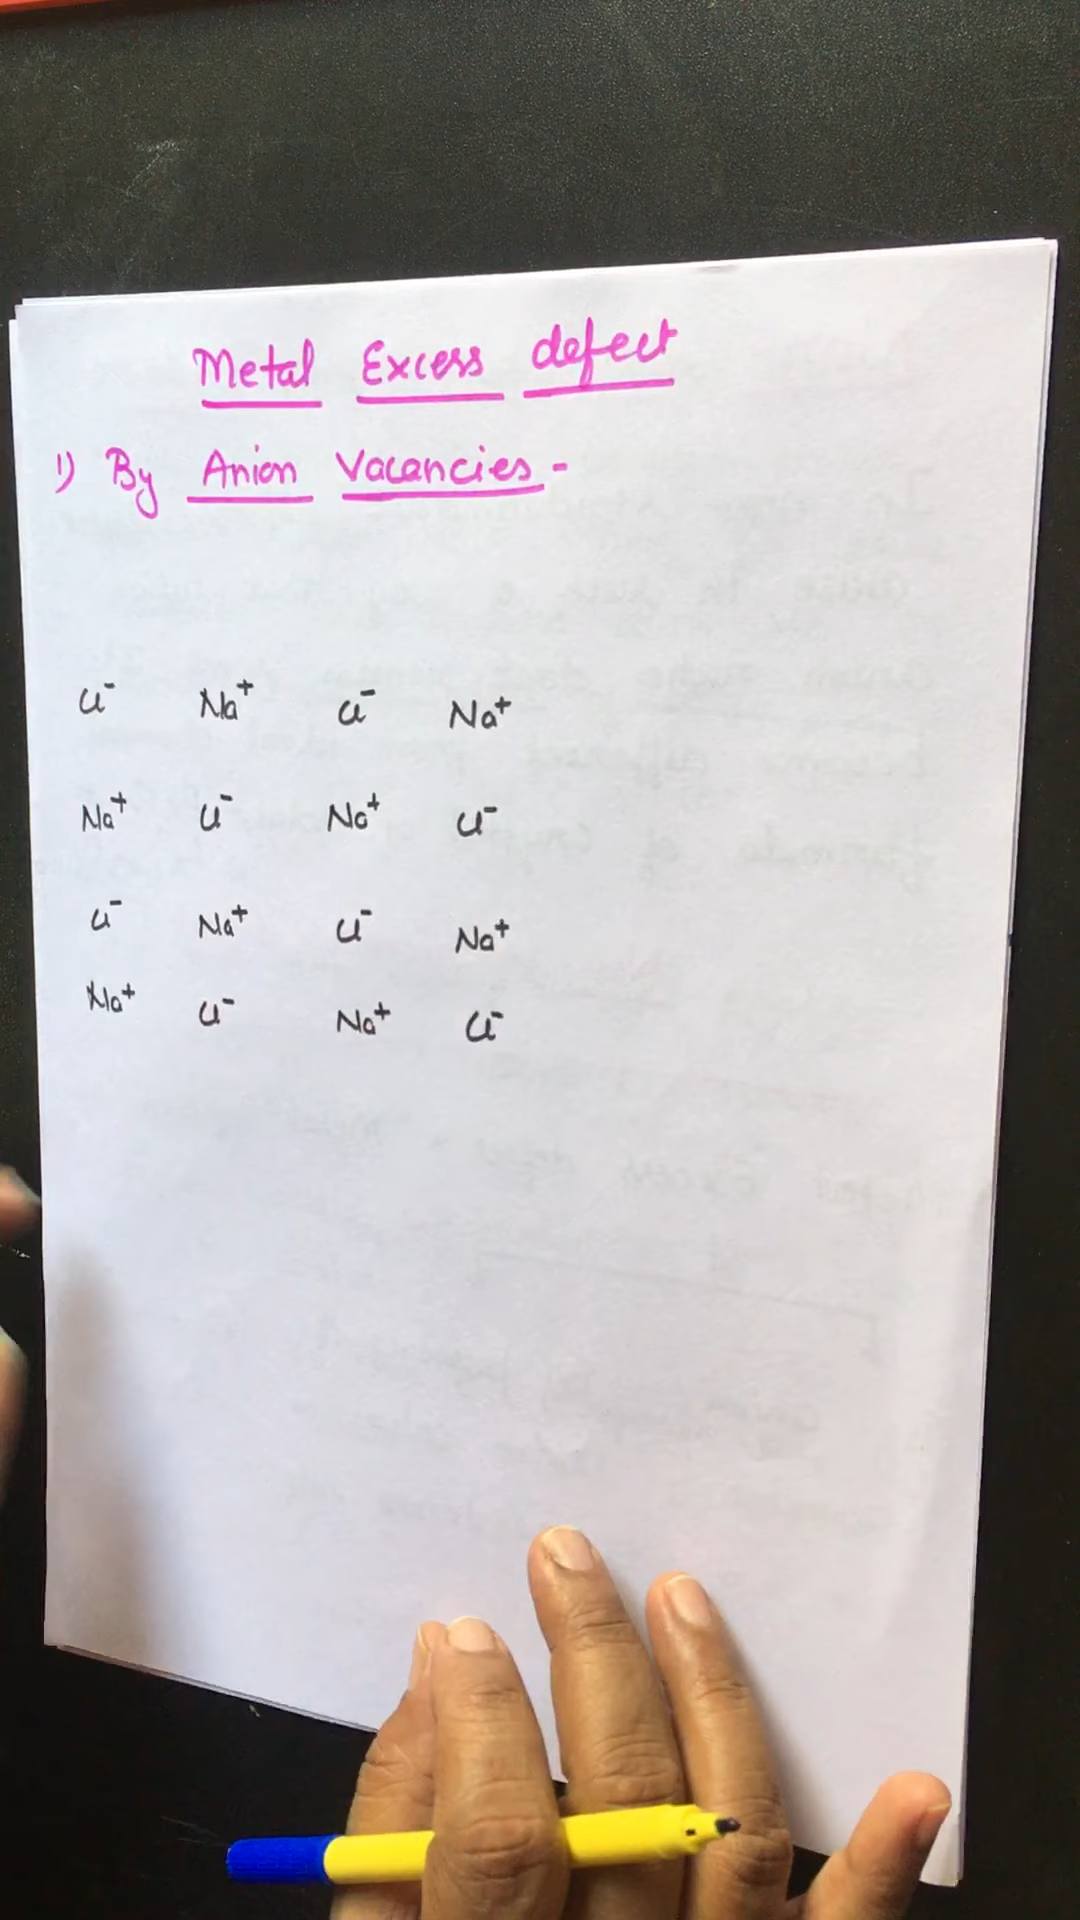 Metal Excess defect
1) By Anion Vacancies -
Cl⁻ Na⁺ Cl⁻ Na⁺
Na⁺ Cl⁻ Na⁺ Cl⁻
Cl⁻ Na⁺ Cl⁻ Na⁺
Na⁺ Cl⁻ Na⁺ Cl⁻